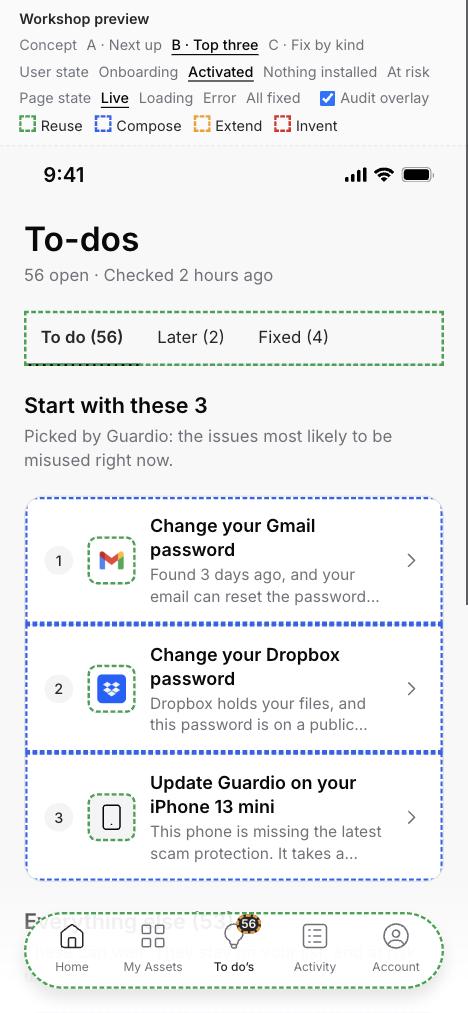 Workshop preview
Concept A · Next up B · Top three C · Fix by kind
User state Onboarding Activated Nothing installed At risk
Page state Live Loading Error All fixed Audit overlay
Reuse Compose Extend Invent
9:41
To-dos
56 open · Checked 2 hours ago
To do (56) Later (2) Fixed (4)
Start with these 3
Picked by Guardio: the issues most likely to be
misused right now.
1
Change your Gmail
password
Found 3 days ago, and your
email can reset the password...
2
Change your Dropbox
password
Dropbox holds your files, and
this password is on a public...
3
Update Guardio on your
iPhone 13 mini
This phone is missing the latest
scam protection. It takes a...
Everything else (53)
56
Home My Assets To do's Activity Account